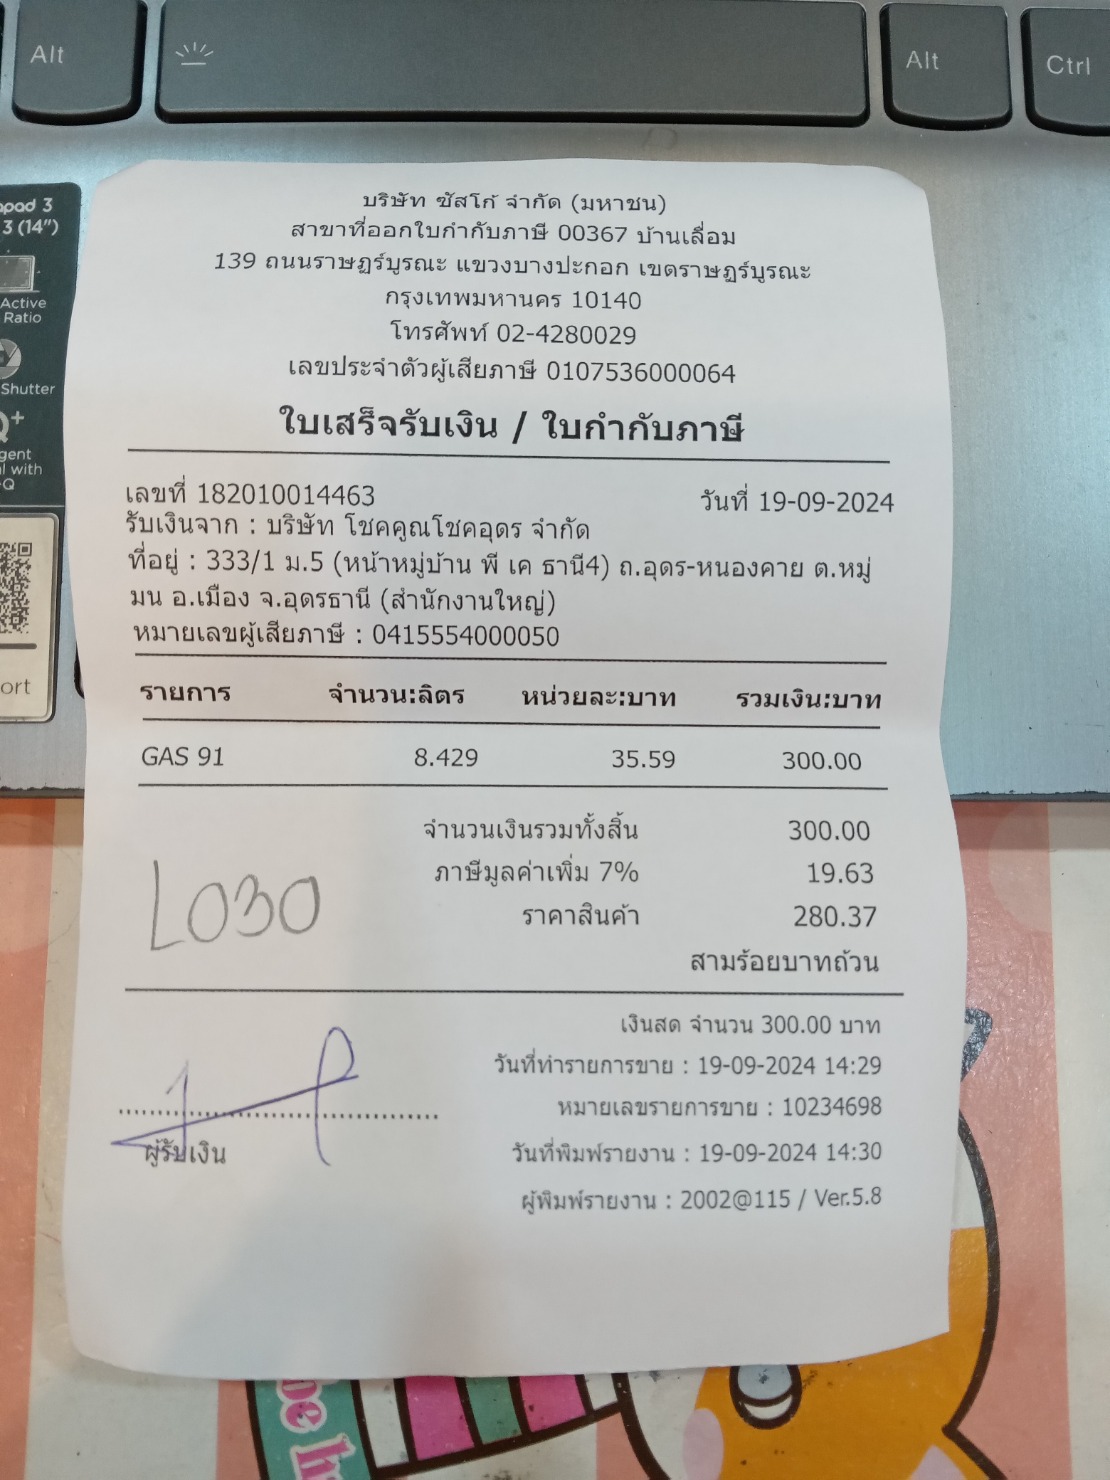 Alt
Alt
Ctrl
pad 3
3 (14")
Active
Ratio
Shutter
Q+
gent
l with
-Q
ort
บริษัท ซัสโก้ จำกัด (มหาชน)
สาขาที่ออกใบกำกับภาษี 00367 บ้านเลื่อม
139 ถนนราษฎร์บูรณะ แขวงบางปะกอก เขตราษฎร์บูรณะ
กรุงเทพมหานคร 10140
โทรศัพท์ 02-4280029
เลขประจำตัวผู้เสียภาษี 0107536000064
ใบเสร็จรับเงิน / ใบกำกับภาษี
เลขที่ 182010014463 วันที่ 19-09-2024
รับเงินจาก : บริษัท โชคคูณโชคอุดร จำกัด
ที่อยู่ : 333/1 ม.5 (หน้าหมู่บ้าน พี เค ธานี4) ถ.อุดร-หนองคาย ต.หมู่
มน อ.เมือง จ.อุดรธานี (สำนักงานใหญ่)
หมายเลขผู้เสียภาษี : 0415554000050
รายการ จำนวน:ลิตร หน่วยละ:บาท รวมเงิน:บาท
GAS 91 8.429 35.59 300.00
จำนวนเงินรวมทั้งสิ้น 300.00
ภาษีมูลค่าเพิ่ม 7% 19.63
ราคาสินค้า 280.37
L030
สามร้อยบาทถ้วน
เงินสด จำนวน 300.00 บาท
วันที่ทำรายการขาย : 19-09-2024 14:29
หมายเลขรายการขาย : 10234698
ผู้รับเงิน
วันที่พิมพ์รายงาน : 19-09-2024 14:30
ผู้พิมพ์รายงาน : 2002@115 / Ver.5.8